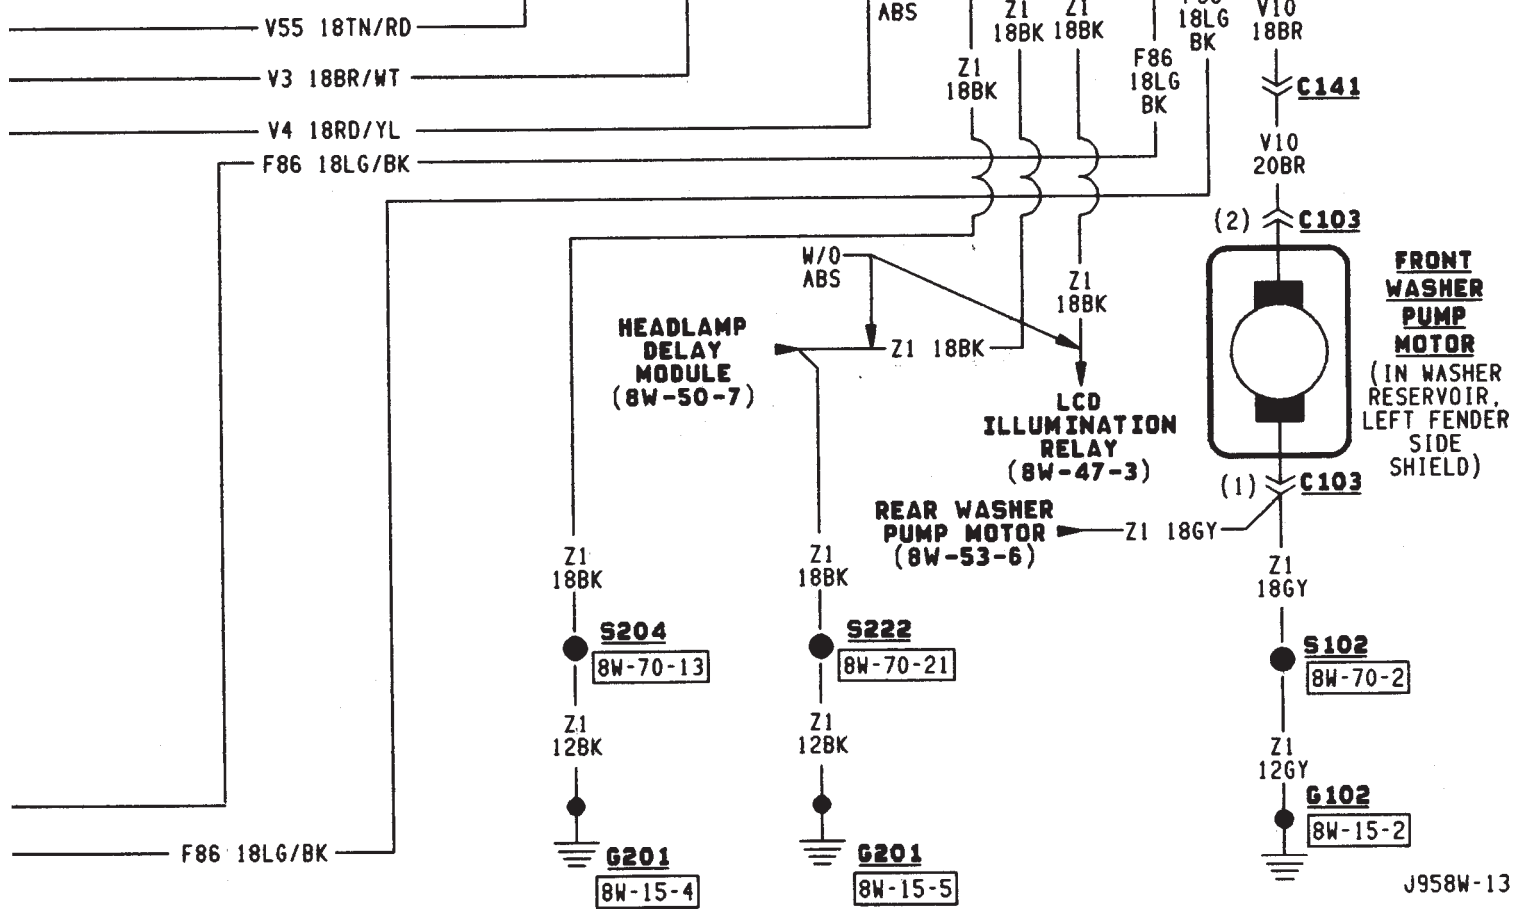 V55 18TN/RD
V3 18BR/WT
V4 18RD/YL
F86 18LG/BK
ABS
Z1
18BK
Z1
18BK
Z1
18BK
F86
18LG
BK
18LG
BK
V10
18BR
C141
V10
20BR
(2) C103
FRONT
WASHER
PUMP
MOTOR
(IN WASHER
RESERVOIR,
LEFT FENDER
SIDE
SHIELD)
W/O
ABS
Z1
18BK
HEADLAMP
DELAY
MODULE
(8W-50-7)
Z1 18BK
LCD
ILLUMINATION
RELAY
(8W-47-3)
(1) C103
REAR WASHER
PUMP MOTOR
(8W-53-6)
Z1 18GY
Z1
18BK
S204
8W-70-13
Z1
12BK
G201
8W-15-4
Z1
18BK
S222
8W-70-21
Z1
12BK
G201
8W-15-5
Z1
18GY
S102
8W-70-2
Z1
12GY
G102
8W-15-2
F86 18LG/BK
J958W-13